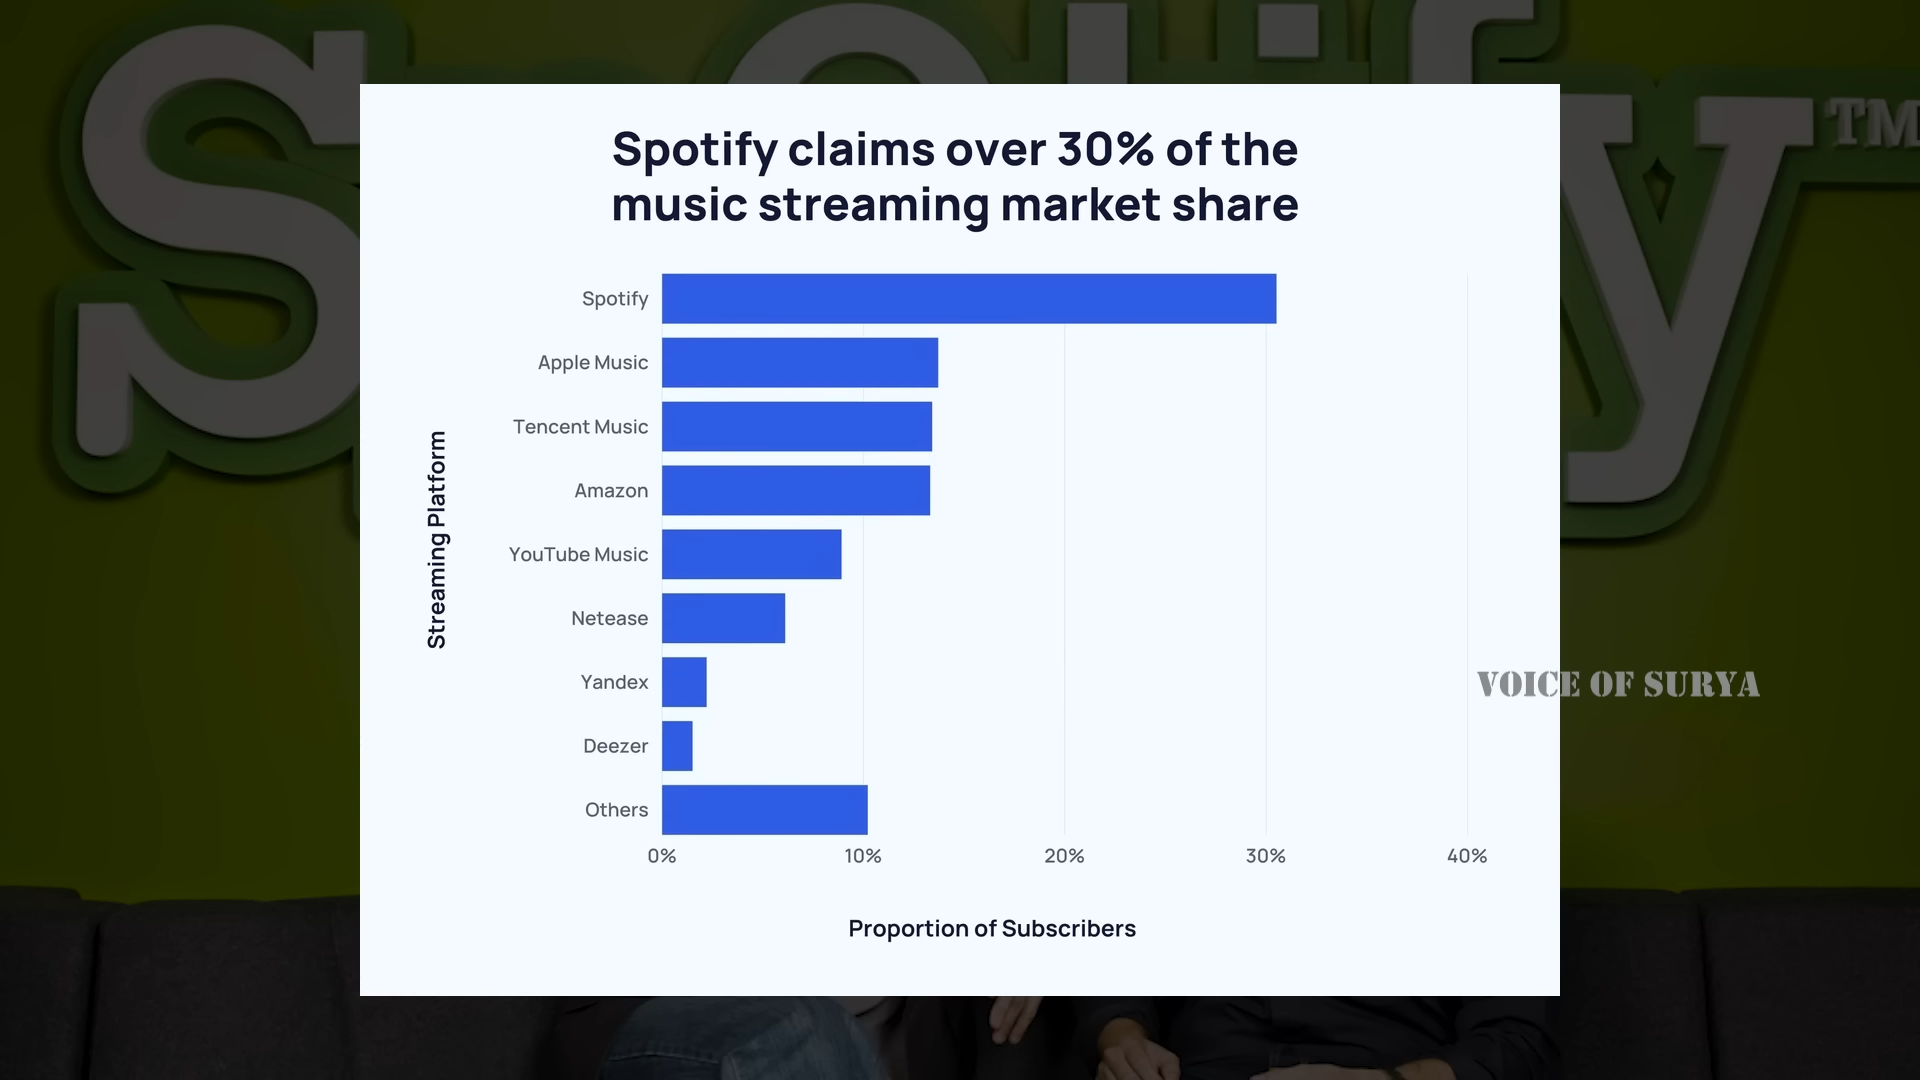 TM
Spotify claims over 30% of the
music streaming market share
Streaming Platform
Spotify
Apple Music
Tencent Music
Amazon
YouTube Music
Netease
Yandex
Deezer
Others
0% 10% 20% 30% 40%
Proportion of Subscribers
VOICE OF SURYA